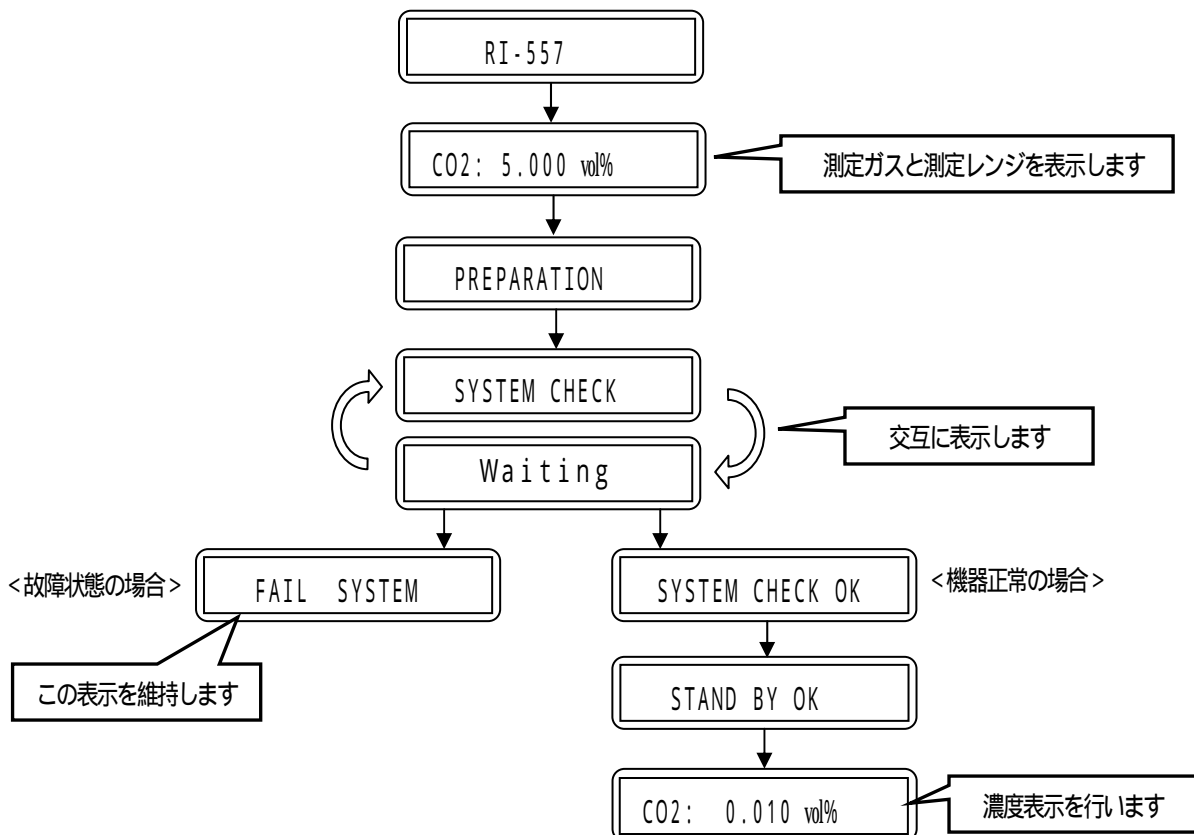 RI-557
CO2: 5.000 vol%
測定ガスと測定レンジを表示します
PREPARATION
SYSTEM CHECK
交互に表示します
Waiting
<故障状態の場合>
FAIL SYSTEM
SYSTEM CHECK OK
<機器正常の場合>
この表示を維持します
STAND BY OK
CO2: 0.010 vol%
濃度表示を行います